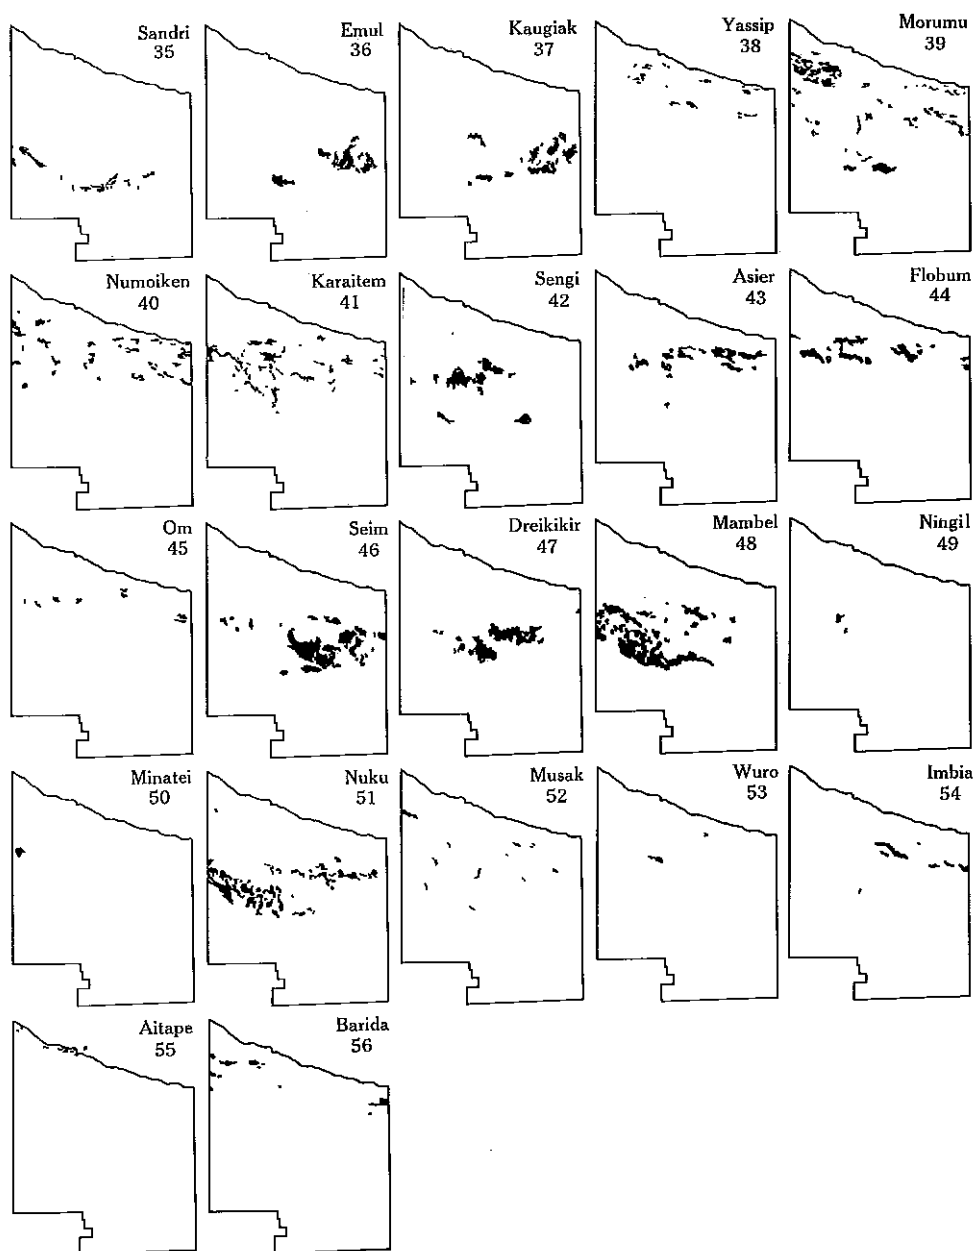 Sandri
35
Emul
36
Kaugiak
37
Yassip
38
Morumu
39
Numoiken
40
Karaitem
41
Sengi
42
Asier
43
Flobum
44
Om
45
Seim
46
Dreikikir
47
Mambel
48
Ningil
49
Minatei
50
Nuku
51
Musak
52
Wuro
53
Imbia
54
Aitape
55
Barida
56